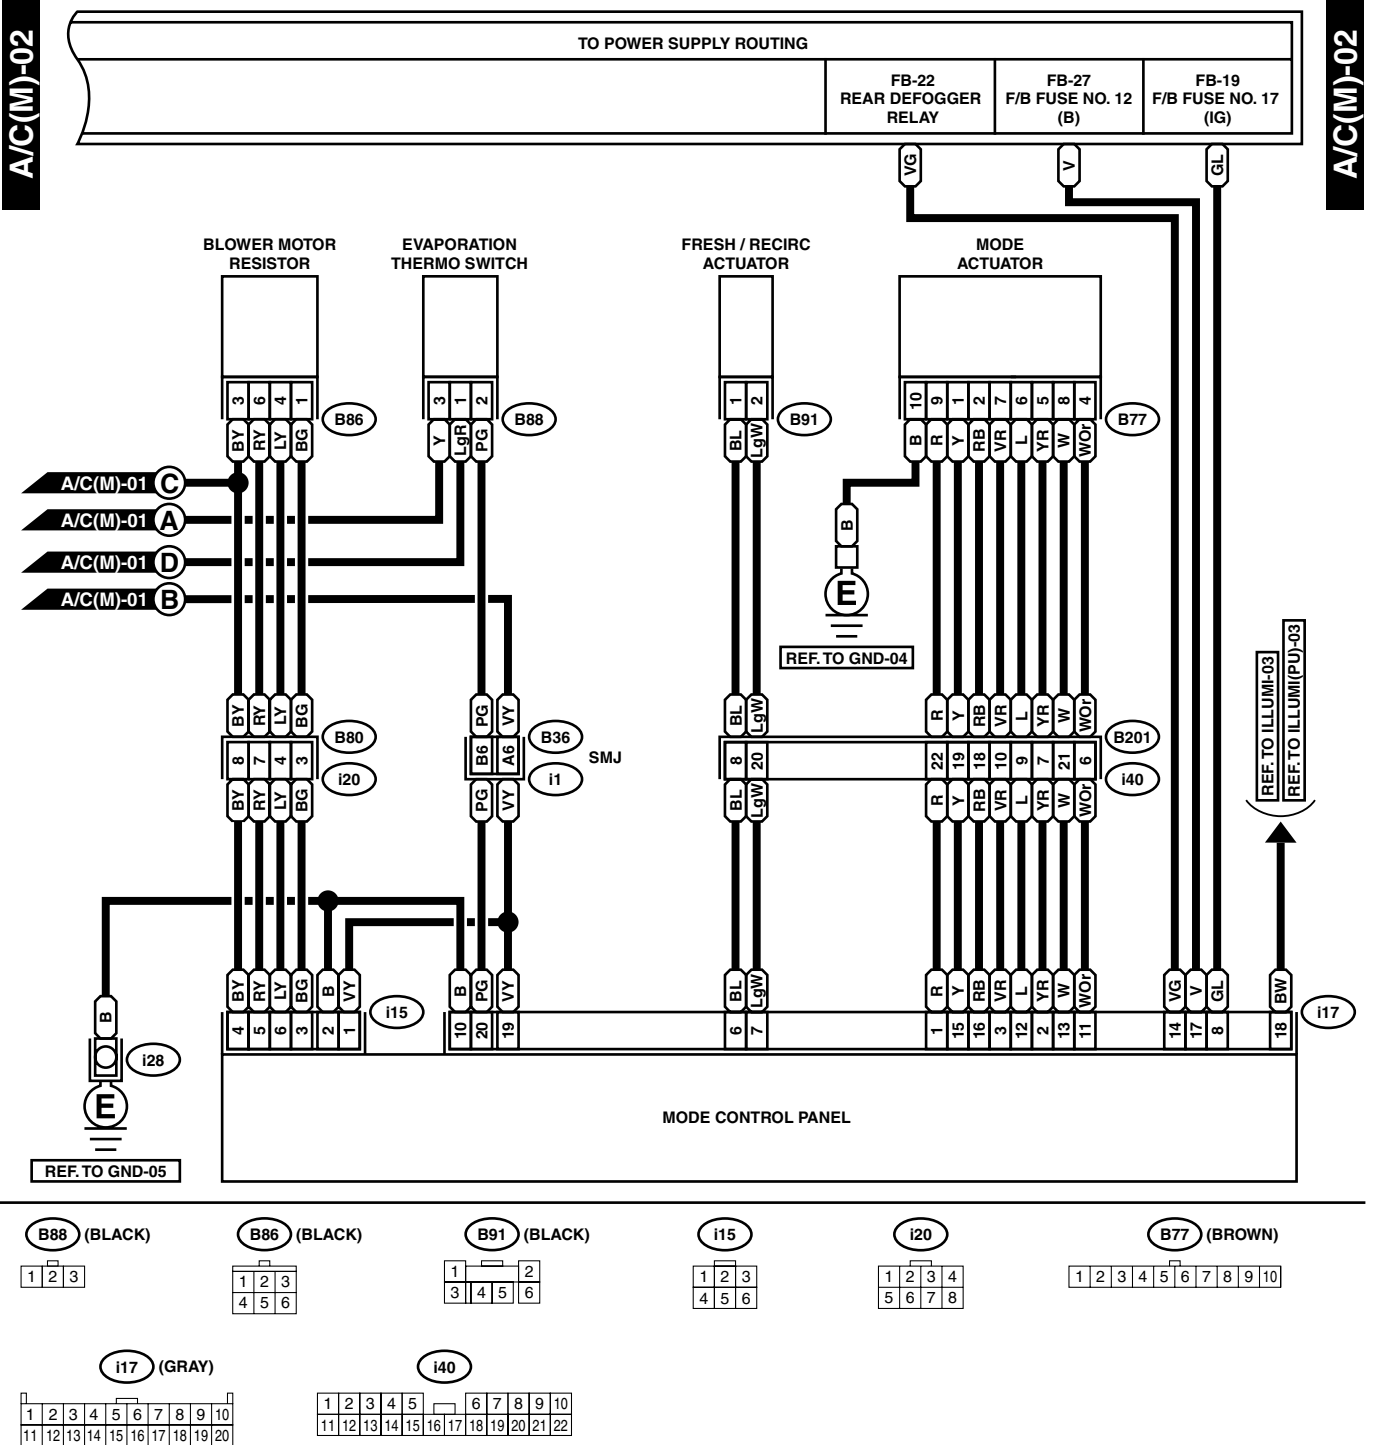 A/C(M)-02
A/C(M)-02
TO POWER SUPPLY ROUTING
FB-22
REAR DEFOGGER
RELAY
FB-27
F/B FUSE NO. 12
(B)
FB-19
F/B FUSE NO. 17
(IG)
VG V GL
BLOWER MOTOR
RESISTOR
EVAPORATION
THERMO SWITCH
FRESH / RECIRC
ACTUATOR
MODE
ACTUATOR
3 6 4 1 B86
3 1 2 B88
1 2 B91
10 9 1 2 7 6 5 8 4 B77
BY RY LY BG
Y LgR PG
BL LgW
B R Y RB VR L YR W WOr
A/C(M)-01 C
A/C(M)-01 A
A/C(M)-01 D
A/C(M)-01 B
B
E
REF. TO GND-04
REF. TO ILLUMI-03
REF. TO ILLUMI(PU)-03
BY RY LY BG
PG VY
BL LgW
R Y RB VR L YR W WOr
B80
B36
SMJ
B201
8 7 4 3
B6 A6
8 20
22 19 18 10 9 7 21 6
i20
i1
i40
BY RY LY BG
PG VY
BL LgW
R Y RB VR L YR W WOr
BY RY LY BG B VY
B PG VY
BL LgW
R Y RB VR L YR W WOr
VG V GL
BW
4 5 6 3 2 1 i15
10 20 19
6 7
1 15 16 3 12 2 13 11
14 17 8
18 i17
B
i28
E
REF. TO GND-05
MODE CONTROL PANEL
B88 (BLACK)
1 2 3
B86 (BLACK)
1 2 3
4 5 6
B91 (BLACK)
1 2
3 4 5 6
i15
1 2 3
4 5 6
i20
1 2 3 4
5 6 7 8
B77 (BROWN)
1 2 3 4 5 6 7 8 9 10
i17 (GRAY)
1 2 3 4 5 6 7 8 9 10
11 12 13 14 15 16 17 18 19 20
i40
1 2 3 4 5 6 7 8 9 10
11 12 13 14 15 16 17 18 19 20 21 22